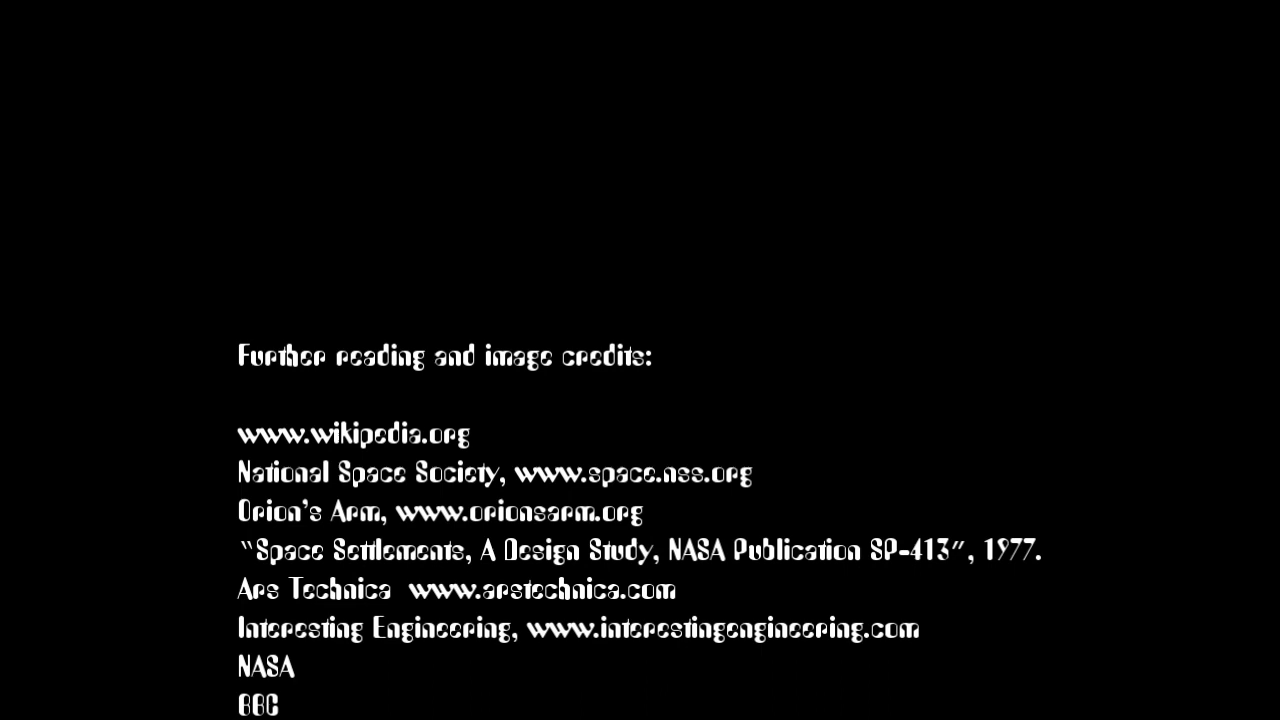 Further reading and image credits:
www.wikipedia.org
National Space Society, www.space.nss.org
Orion's Arm, www.orionsarm.org
“Space Settlements, A Design Study, NASA Publication SP-413”, 1977.
Ars Technica  www.arstechnica.com
Interesting Engineering, www.interestingengineering.com
NASA
BBC